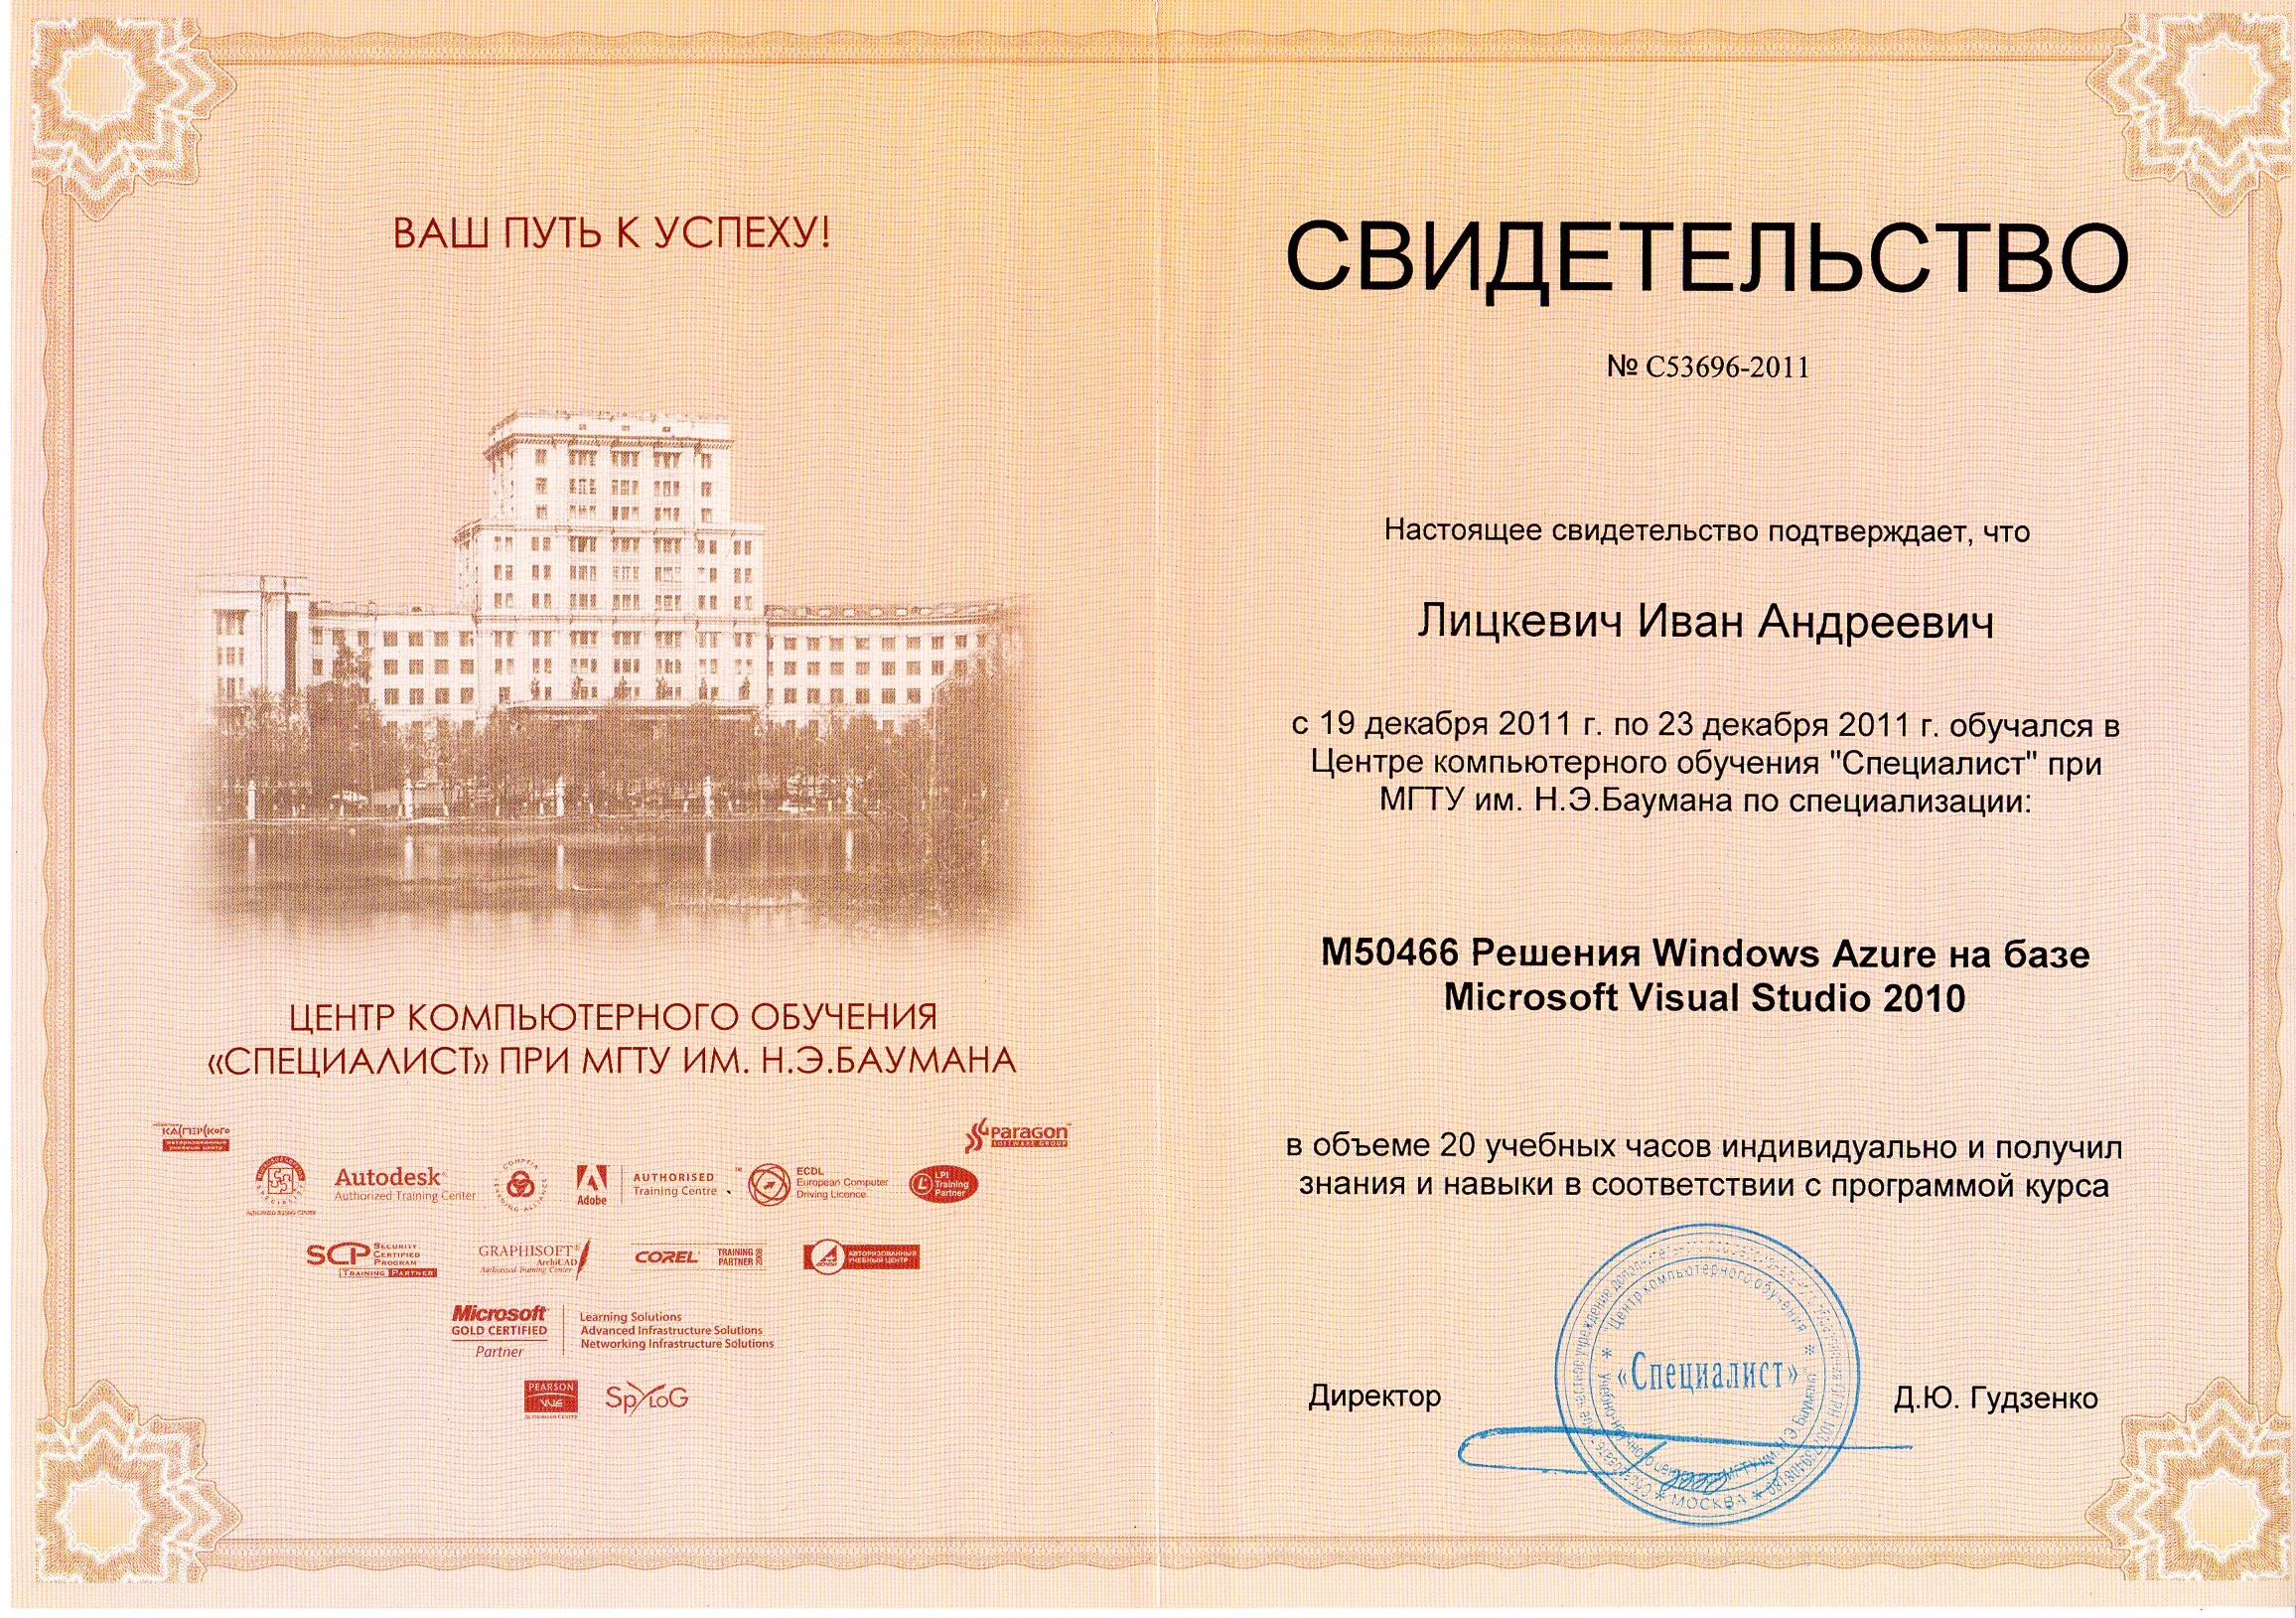 ВАШ ПУТЬ К УСПЕХУ!
ЦЕНТР КОМПЬЮТЕРНОГО ОБУЧЕНИЯ
«СПЕЦИАЛИСТ» ПРИ МГТУ ИМ. Н.Э.БАУМАНА
КАСПЕРСКОГО
Paragon
SOFTWARE GROUP
Autodesk
Authorized Training Center
Adobe
AUTHORISED
Training Centre
ECDL
European Computer
Driving Licence
LPI
Training
Partner
SCP
SECURITY
CERTIFIED
PROGRAM
TRAINING PARTNER
GRAPHISOFT
ArchiCAD
Authorized Training Center
COREL
TRAINING
PARTNER
2008
АВТОРИЗОВАННЫЙ
УЧЕБНЫЙ ЦЕНТР
Microsoft
GOLD CERTIFIED
Partner
Learning Solutions
Advanced Infrastructure Solutions
Networking Infrastructure Solutions
PEARSON
VUE
SpyLOG
СВИДЕТЕЛЬСТВО
№ С53696-2011
Настоящее свидетельство подтверждает, что
Лицкевич Иван Андреевич
с 19 декабря 2011 г. по 23 декабря 2011 г. обучался в
Центре компьютерного обучения "Специалист" при
МГТУ им. Н.Э.Баумана по специализации:
М50466 Решения Windows Azure на базе
Microsoft Visual Studio 2010
в объеме 20 учебных часов индивидуально и получил
знания и навыки в соответствии с программой курса
Директор
"Центр компьютерного обучения
«Специалист»
МОСКВА
Д.Ю. Гудзенко